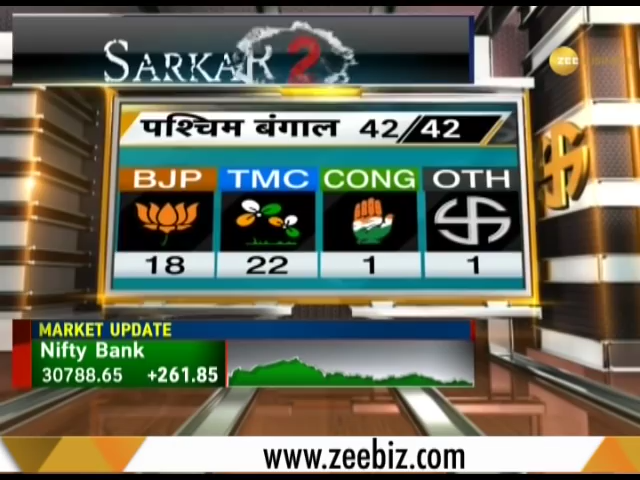 SARKAR 2
ZEE
पश्चिम बंगाल 42/42
BJP TMC CONG OTH
18 22 1 1
MARKET UPDATE
Nifty Bank
30788.65 +261.85
www.zeebiz.com